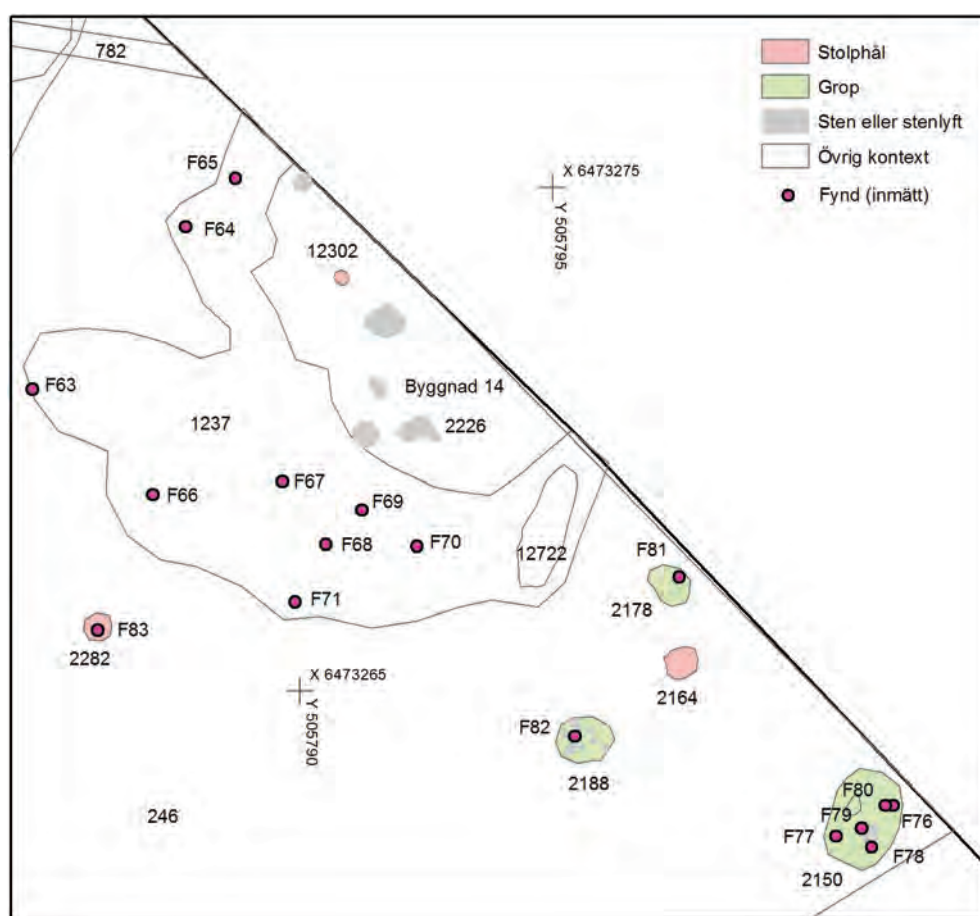 782
Stolphål
Grop
Sten eller stenlyft
Övrig kontext
Fynd (inmätt)
F65
X 6473275
Y 505795
F64
12302
F63
Byggnad 14
1237
2226
F67
F66
F69
F68
F70
12722
F81
F71
2178
F83
2282
X 6473265
Y 505790
2164
F82
2188
F80
F76
246
F79
F77
F78
2150